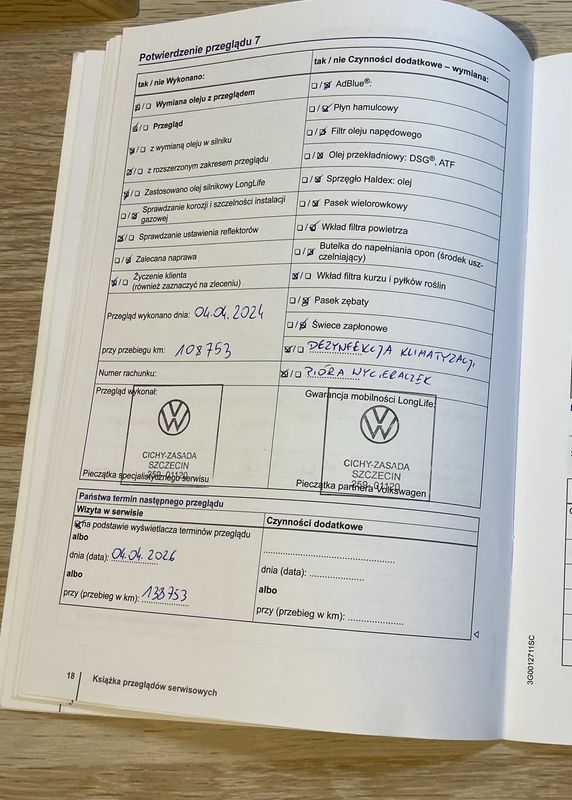 Potwierdzenie przeglądu 7
tak / nie Wykonano:
☑/☐ Wymiana oleju z przeglądem
☑/☐ Przegląd
☑/☐ z wymianą oleju w silniku
☑/☐ z rozszerzonym zakresem przeglądu
☑/☐ Zastosowano olej silnikowy LongLife
☐/☑ Sprawdzanie korozji i szczelności instalacji
gazowej
☑/☐ Sprawdzanie ustawienia reflektorów
☐/☑ Zalecana naprawa
☑/☐ Życzenie klienta
(również zaznaczyć na zleceniu)
Przegląd wykonano dnia: 04.04.2024
przy przebiegu km: 108753
Numer rachunku:
Przegląd wykonał:
CICHY-ZASADA
SZCZECIN
259 01120
Pieczątka specjalistycznego serwisu
tak / nie Czynności dodatkowe – wymiana:
☐/☑ AdBlue®:
☐/☑ Płyn hamulcowy
☐/☑ Filtr oleju napędowego
☐/☑ Olej przekładniowy: DSG®, ATF
☐/☑ Sprzęgło Haldex: olej
☐/☑ Pasek wielorowkowy
☐/☑ Wkład filtra powietrza
☐/☑ Butelka do napełniania opon (środek usz-
czelniający)
☑/☐ Wkład filtra kurzu i pyłków roślin
☐/☑ Pasek zębaty
☐/☑ Świece zapłonowe
☑/☐ DEZYNFEKCJA KLIMATYZACJI
☑/☐ PIÓRA WYCIERACZEK
Gwarancja mobilności LongLife:
CICHY-ZASADA
SZCZECIN
259 01120
Pieczątka partnera Volkswagen
Państwa termin następnego przeglądu
Wizyta w serwisie
☑ na podstawie wyświetlacza terminów przeglądu
albo
dnia (data): 04.04.2026
albo
przy (przebieg w km): 138753
Czynności dodatkowe
dnia (data): ....................
albo
przy (przebieg w km): ....................
18 Książka przeglądów serwisowych
3G0012711SC